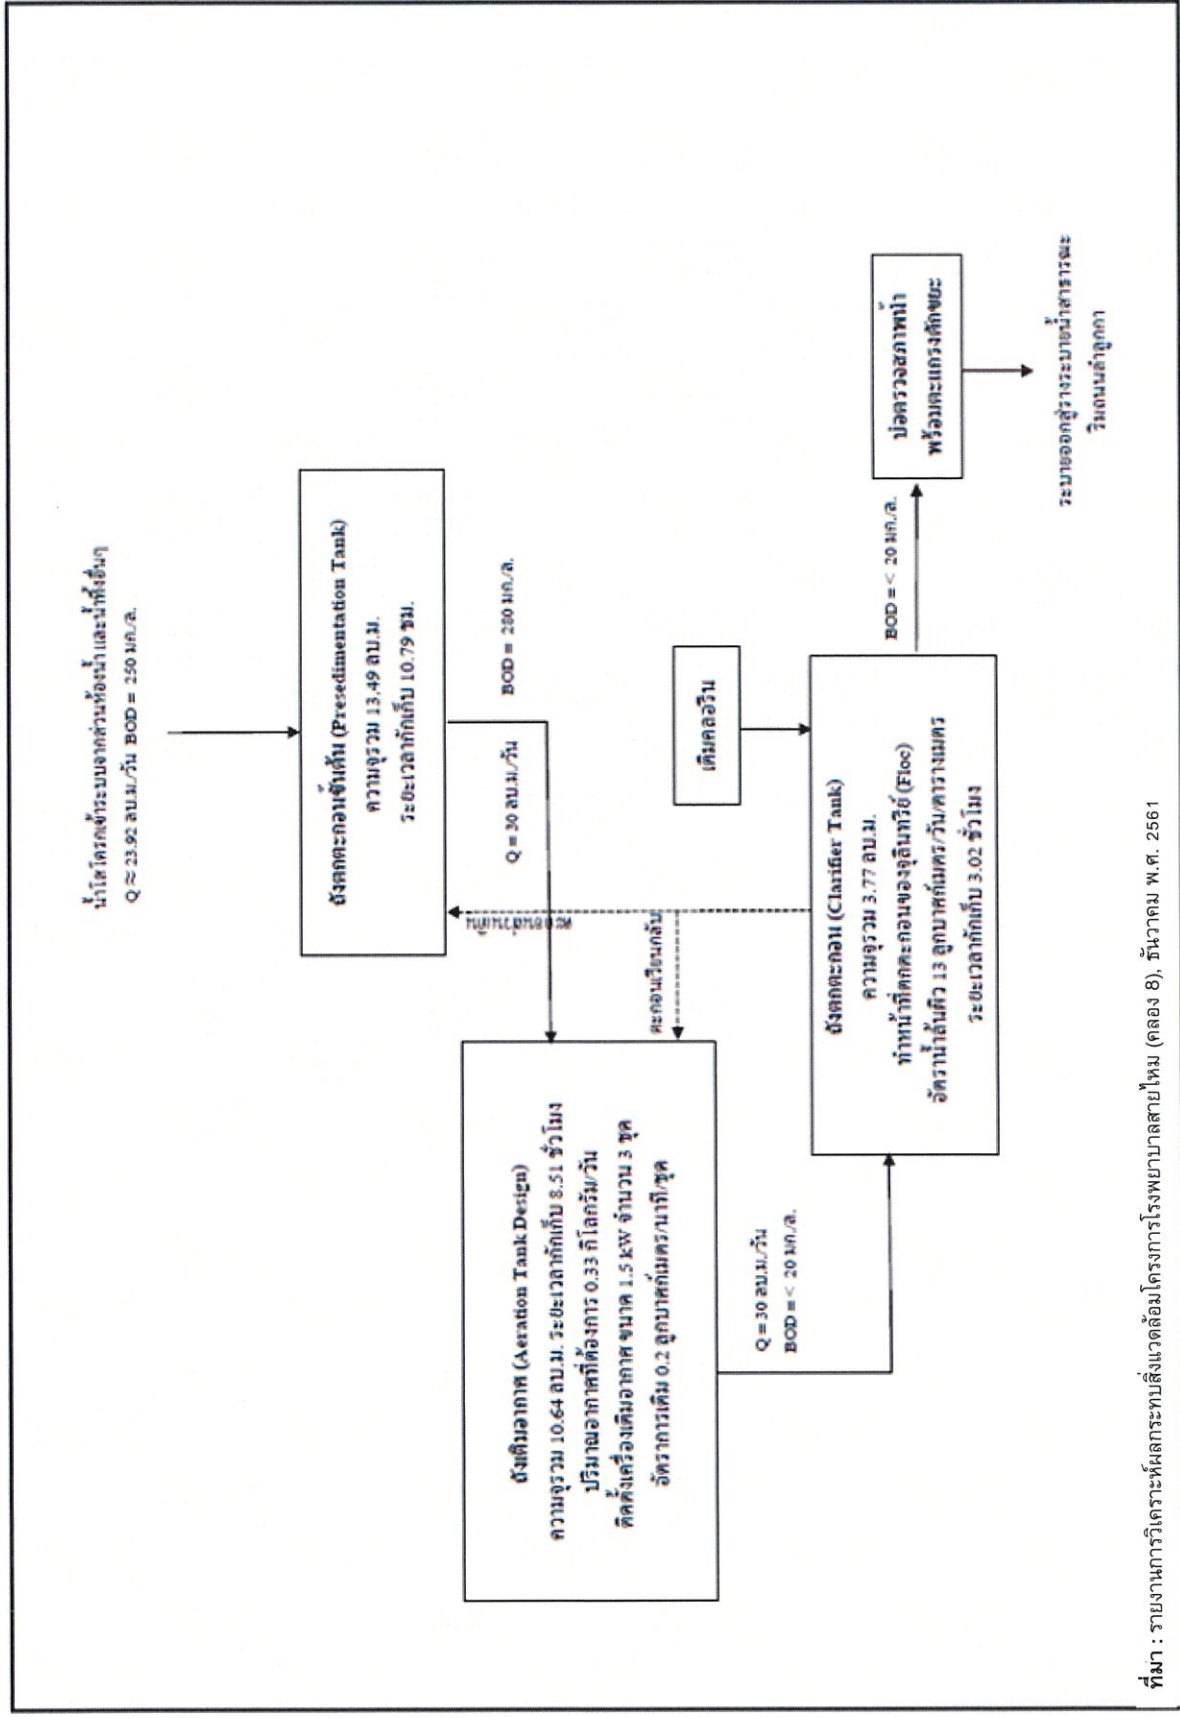 น้ำโสโครกเข้าระบบจากส่วนห้องน้ำ และน้ำทิ้งอื่นๆ
Q ≈ 23.92 ลบ.ม./วัน BOD = 250 มก./ล.
ถังตกตะกอนขั้นต้น (Presedimentation Tank)
ความจุรวม 13.49 ลบ.ม.
ระยะเวลากักเก็บ 10.79 ชม.
Q = 30 ลบ.ม./วัน
BOD = 280 มก./ล.
ถังเติมอากาศ (Aeration Tank Design)
ความจุรวม 10.64 ลบ.ม. ระยะเวลากักเก็บ 8.51 ชั่วโมง
ปริมาณอากาศที่ต้องการ 0.33 กิโลกรัม/วัน
ติดตั้งเครื่องเติมอากาศ ขนาด 1.5 kW จำนวน 3 ชุด
อัตราการเติม 0.2 ลูกบาศก์เมตร/นาที/ชุด
ตะกอนเวียนกลับ
เติมคลอรีน
Q = 30 ลบ.ม./วัน
BOD = < 20 มก./ล.
ถังตกตะกอน (Clarifier Tank)
ความจุรวม 3.77 ลบ.ม.
ทำหน้าที่ตกตะกอนของจุลินทรีย์ (Floc)
อัตราน้ำล้นผิว 13 ลูกบาศก์เมตร/วัน/ตารางเมตร
ระยะเวลากักเก็บ 3.02 ชั่วโมง
BOD = < 20 มก./ล.
บ่อตรวจสภาพน้ำ
พร้อมตะแกรงดักขยะ
ระบายออกสู่รางระบายน้ำสาธารณะ
ริมถนนลำลูกกา
ที่มา : รายงานการวิเคราะห์ผลกระทบสิ่งแวดล้อมโครงการโรงพยาบาลสายไหม (คลอง 8), ธันวาคม พ.ศ. 2561